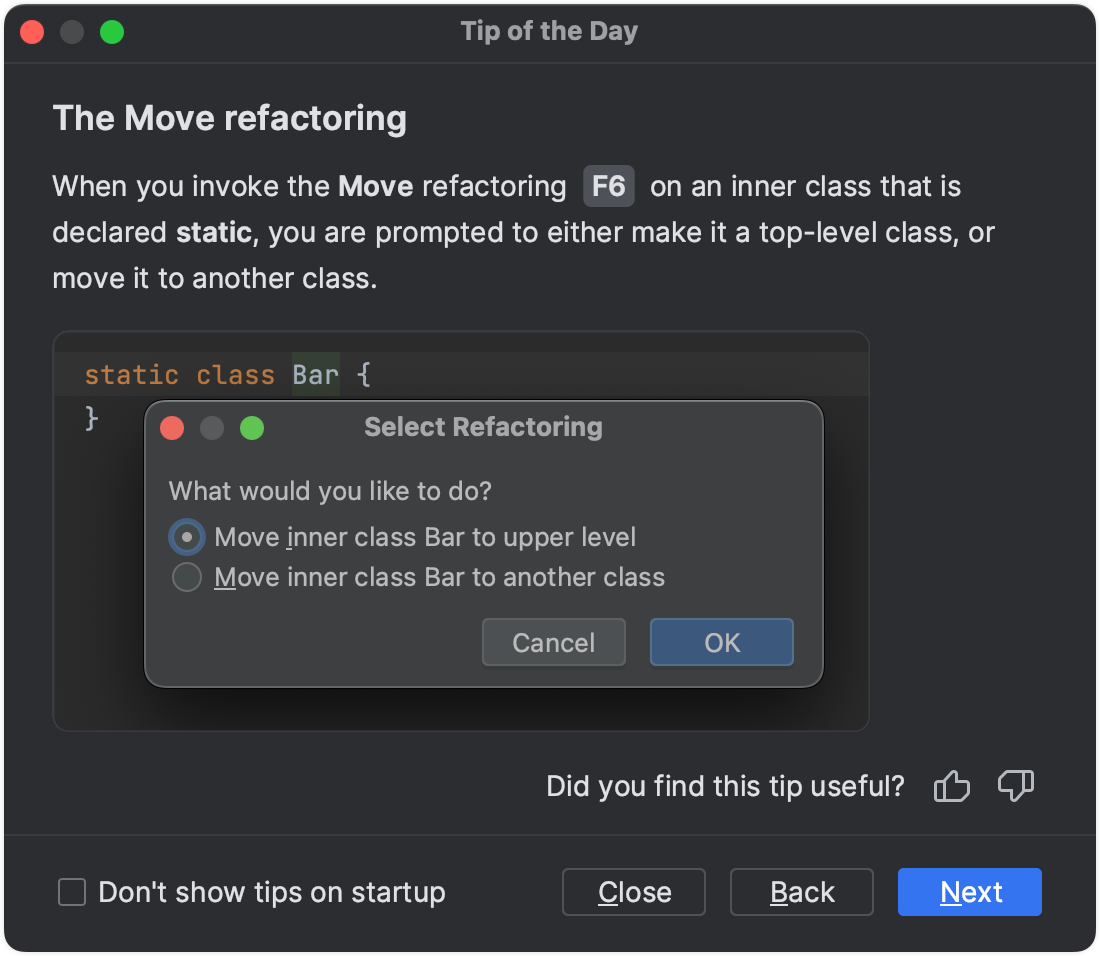 Tip of the Day
The Move refactoring
When you invoke the Move refactoring F6 on an inner class that is
declared static, you are prompted to either make it a top-level class, or
move it to another class.
static class Bar {
}
Select Refactoring
What would you like to do?
Move inner class Bar to upper level
Move inner class Bar to another class
Cancel OK
Did you find this tip useful?
Don't show tips on startup Close Back Next